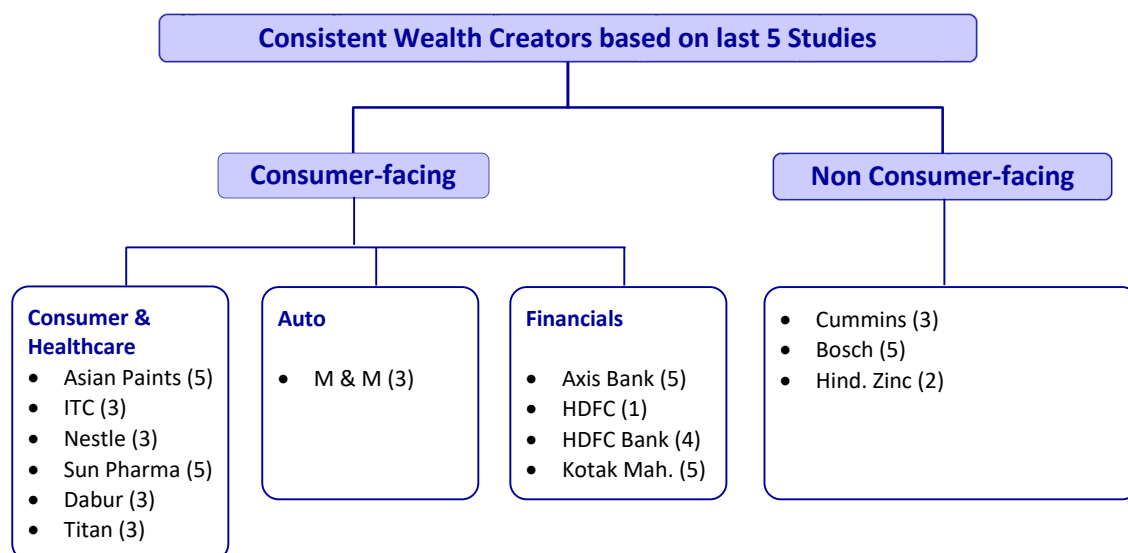 Consistent Wealth Creators based on last 5 Studies
Consumer-facing
Non Consumer-facing
Consumer &
Healthcare
• Asian Paints (5)
• ITC (3)
• Nestle (3)
• Sun Pharma (5)
• Dabur (3)
• Titan (3)
Auto
• M & M (3)
Financials
• Axis Bank (5)
• HDFC (1)
• HDFC Bank (4)
• Kotak Mah. (5)
• Cummins (3)
• Bosch (5)
• Hind. Zinc (2)